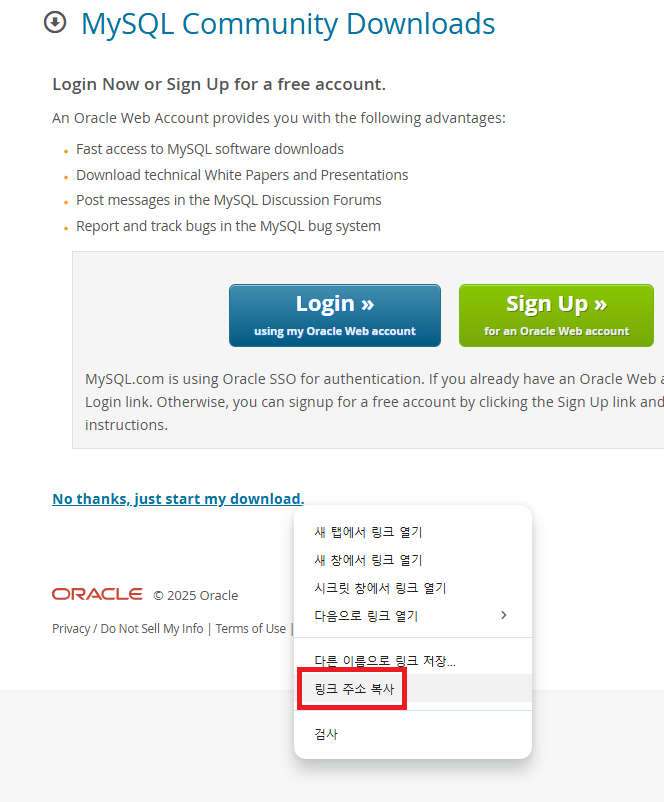 MySQL Community Downloads
Login Now or Sign Up for a free account.
An Oracle Web Account provides you with the following advantages:
Fast access to MySQL software downloads
Download technical White Papers and Presentations
Post messages in the MySQL Discussion Forums
Report and track bugs in the MySQL bug system
Login »
using my Oracle Web account
Sign Up »
for an Oracle Web account
MySQL.com is using Oracle SSO for authentication. If you already have an Oracle Web
Login link. Otherwise, you can signup for a free account by clicking the Sign Up link and
instructions.
No thanks, just start my download.
새 탭에서 링크 열기
새 창에서 링크 열기
시크릿 창에서 링크 열기
다음으로 링크 열기
다른 이름으로 링크 저장...
링크 주소 복사
검사
ORACLE © 2025 Oracle
Privacy / Do Not Sell My Info | Terms of Use |